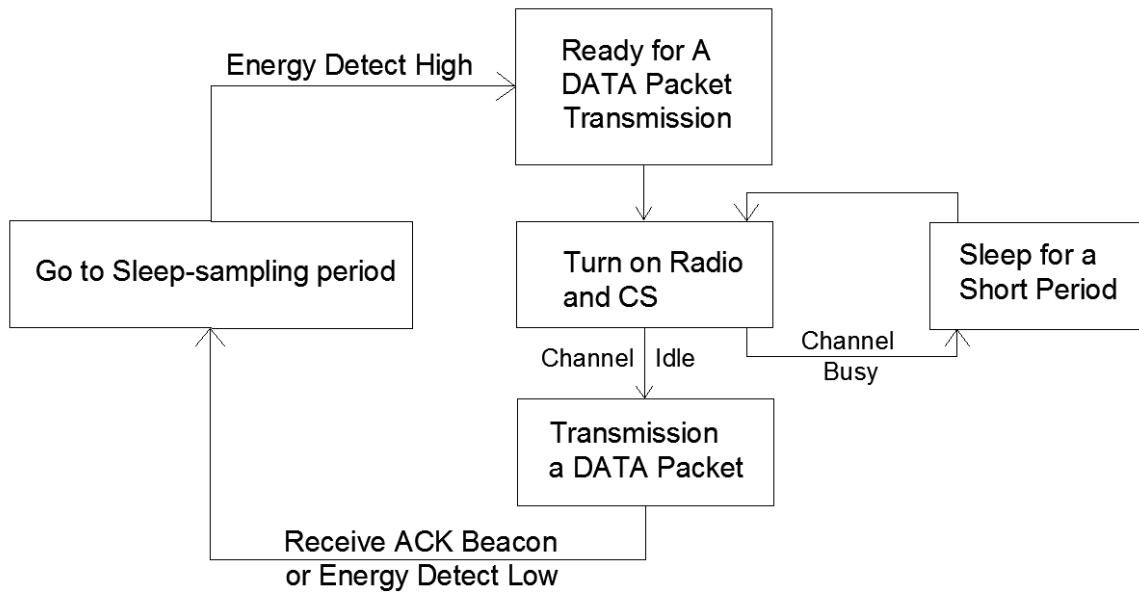 Energy Detect High
Ready for A
DATA Packet
Transmission
Go to Sleep-sampling period
Turn on Radio
and CS
Sleep for a
Short Period
Channel Idle
Channel
Busy
Transmission
a DATA Packet
Receive ACK Beacon
or Energy Detect Low